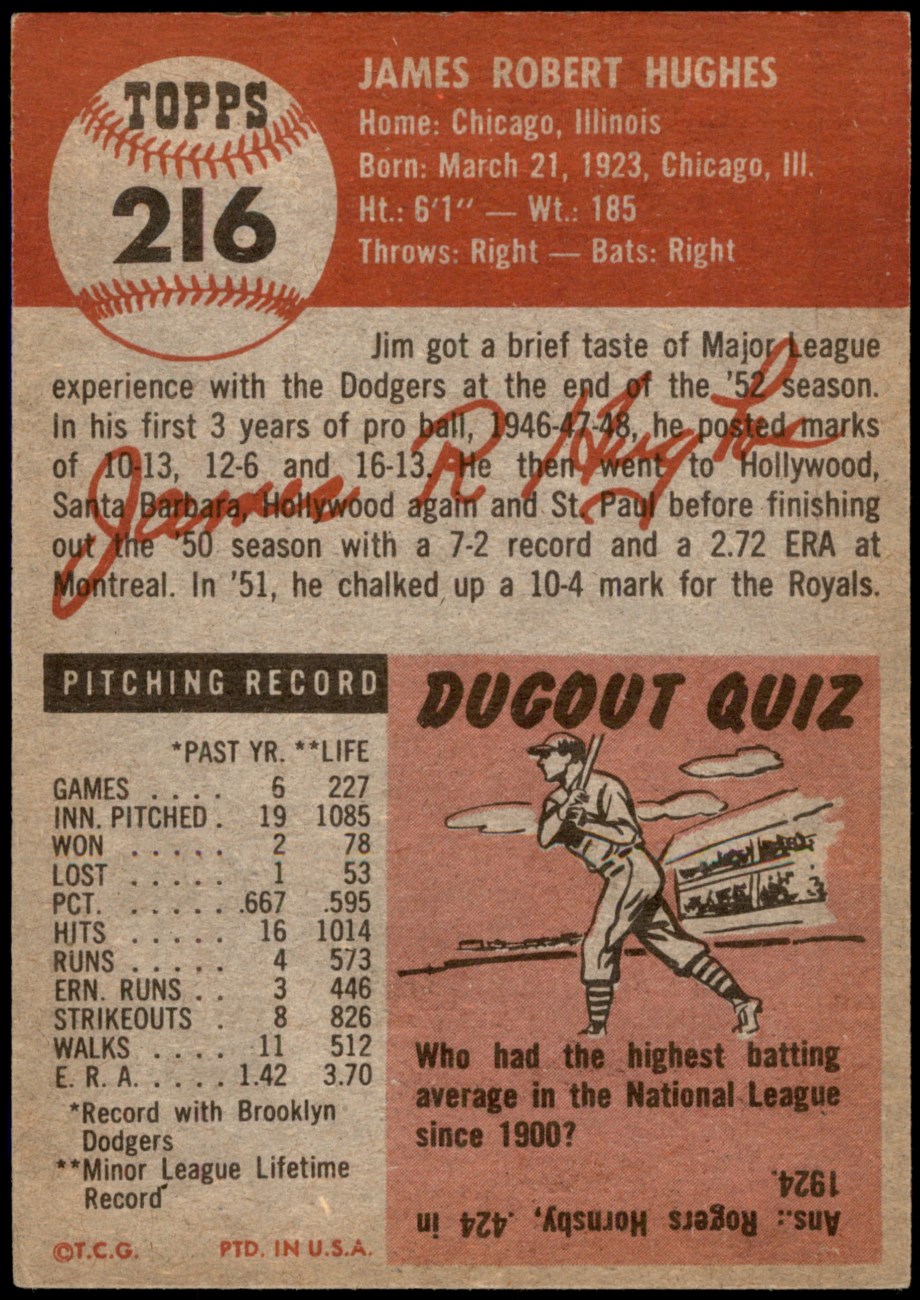 TOPPS
216
JAMES ROBERT HUGHES
Home: Chicago, Illinois
Born: March 21, 1923, Chicago, Ill.
Ht.: 6'1" — Wt.: 185
Throws: Right — Bats: Right
Jim got a brief taste of Major League
experience with the Dodgers at the end of the '52 season.
In his first 3 years of pro ball, 1946-47-48, he posted marks
of 10-13, 12-6 and 16-13. He then went to Hollywood,
Santa Barbara, Hollywood again and St. Paul before finishing
out the '50 season with a 7-2 record and a 2.72 ERA at
Montreal. In '51, he chalked up a 10-4 mark for the Royals.
James R Hughes
PITCHING RECORD
*PAST YR. **LIFE
GAMES . . . . 6 227
INN. PITCHED . 19 1085
WON . . . . . 2 78
LOST . . . . . 1 53
PCT. . . . . . .667 .595
HITS . . . . . 16 1014
RUNS . . . . . 4 573
ERN. RUNS . . 3 446
STRIKEOUTS . 8 826
WALKS . . . . 11 512
E. R. A. . . . . 1.42 3.70
*Record with Brooklyn
Dodgers
**Minor League Lifetime
Record
©T.C.G. PTD. IN U.S.A.
DUGOUT QUIZ
Who had the highest batting
average in the National League
since 1900?
Ans.: Rogers Hornsby, .424 in
1924.